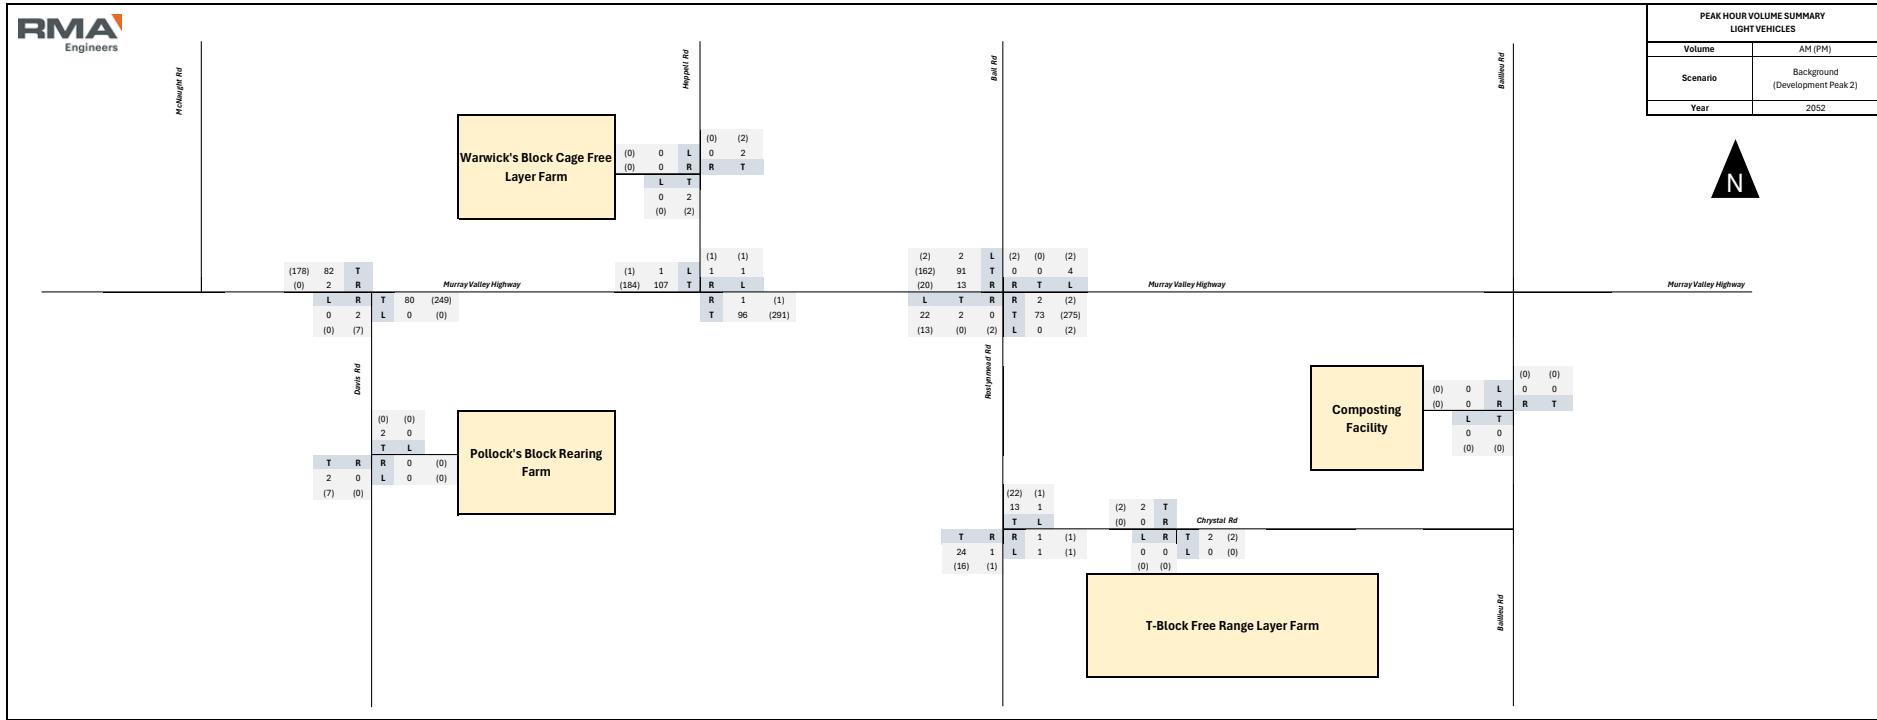 RMA
Engineers
PEAK HOUR VOLUME SUMMARY
LIGHT VEHICLES
Volume AM (PM)
Scenario Background
(Development Peak 2)
Year 2052
N
McNaught Rd
Heppell Rd
Ball Rd
Baillieu Rd
Warwick's Block Cage Free
Layer Farm
(0) (2)
(0) 0 L 0 2
(0) 0 R R T
L T
0 2
(0) (2)
(178) 82 T
(0) 2 R
L R T 80 (249)
0 2 L 0 (0)
(0) (7)
Murray Valley Highway
(1) (1)
(1) 1 L 1 1
(184) 107 T R L
R 1 (1)
T 96 (291)
(2) 2 L (2) (0) (2)
(162) 91 T 0 0 4
(20) 13 R R T L
L T R R 2 (2)
22 2 0 T 73 (275)
(13) (0) (2) L 0 (2)
Murray Valley Highway
Murray Valley Highway
Davis Rd
Roslynmead Rd
(0) (0)
2 0
T L
T R R 0 (0)
2 0 L 0 (0)
(7) (0)
Pollock's Block Rearing
Farm
Composting
Facility
(0) (0)
(0) 0 L 0 0
(0) 0 R R T
L T
0 0
(0) (0)
(22) (1)
13 1
T L
T R R 1 (1)
24 1 L 1 (1)
(16) (1)
(2) 2 T
(0) 0 R
Chrystal Rd
L R T 2 (2)
0 0 L 0 (0)
(0) (0)
T-Block Free Range Layer Farm
Baillieu Rd